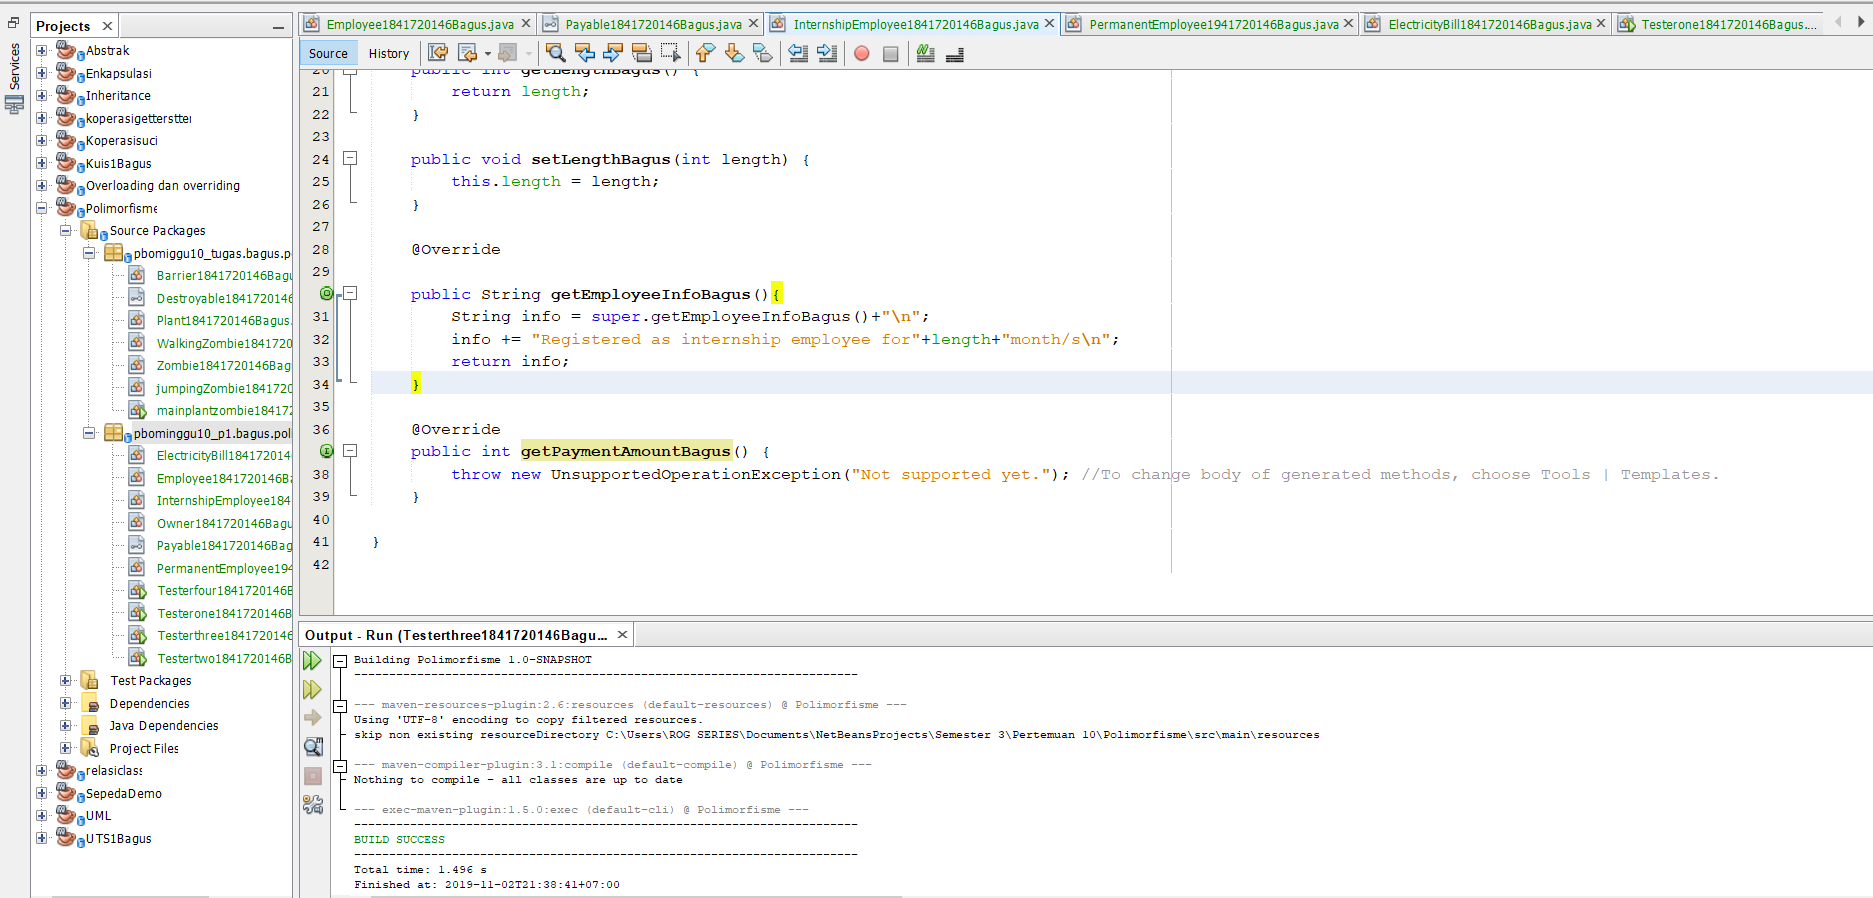 Services
Projects
Abstrak
Enkapsulasi
Inheritance
koperasigetterstter
Koperasisuci
Kuis1Bagus
Overloading dan overriding
Polimorfisme
Source Packages
pbomiggu10_tugas.bagus.p
Barrier1841720146Bagu
Destroyable184172014
Plant1841720146Bagus.
WalkingZombie184172
Zombie1841720146Bag
jumpingZombie184172
mainplantzombie18417
pbominggu10_p1.bagus.pol
ElectricityBill184172014
Employee1841720146B
InternshipEmployee184
Owner1841720146Bagu
Payable1841720146Bag
PermanentEmployee194
Testerfour1841720146B
Testerone1841720146B
Testerthree184172014
Testertwo1841720146B
Test Packages
Dependencies
Java Dependencies
Project Files
relasiclass
SepedaDemo
UML
UTS1Bagus
Employee1841720146Bagus.java
Payable1841720146Bagus.java
InternshipEmployee1841720146Bagus.java
PermanentEmployee1941720146Bagus.java
ElectricityBill1841720146Bagus.java
Testerone1841720146Bagus....
Source History
20 public int getLengthBagus() {
21 return length;
22 }
23
24 public void setLengthBagus(int length) {
25 this.length = length;
26 }
27
28 @Override
29
public String getEmployeeInfoBagus(){
31 String info = super.getEmployeeInfoBagus()+"\n";
32 info += "Registered as internship employee for"+length+"month/s\n";
33 return info;
34 }
35
36 @Override
public int getPaymentAmountBagus() {
38 throw new UnsupportedOperationException("Not supported yet."); //To change body of generated methods, choose Tools | Templates.
39 }
40
41 }
42
Output - Run (Testerthree1841720146Bagu...
Building Polimorfisme 1.0-SNAPSHOT
------------------------------------------------------------------------
--- maven-resources-plugin:2.6:resources (default-resources) @ Polimorfisme ---
Using 'UTF-8' encoding to copy filtered resources.
skip non existing resourceDirectory C:\Users\ROG SERIES\Documents\NetBeansProjects\Semester 3\Pertemuan 10\Polimorfisme\src\main\resources
--- maven-compiler-plugin:3.1:compile (default-compile) @ Polimorfisme ---
Nothing to compile - all classes are up to date
--- exec-maven-plugin:1.5.0:exec (default-cli) @ Polimorfisme ---
------------------------------------------------------------------------
BUILD SUCCESS
------------------------------------------------------------------------
Total time: 1.496 s
Finished at: 2019-11-02T21:38:41+07:00